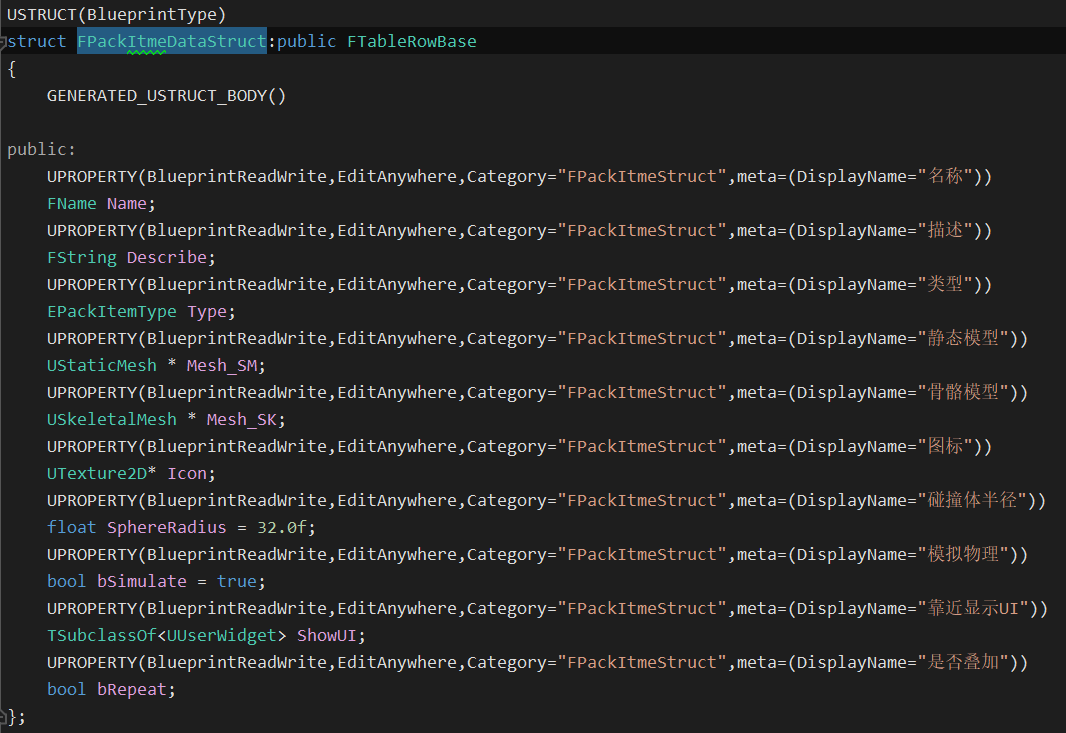 USTRUCT(BlueprintType)
struct FPackItmeDataStruct:public FTableRowBase
{
GENERATED_USTRUCT_BODY()
public:
UPROPERTY(BlueprintReadWrite,EditAnywhere,Category="FPackItmeStruct",meta=(DisplayName="名称"))
FName Name;
UPROPERTY(BlueprintReadWrite,EditAnywhere,Category="FPackItmeStruct",meta=(DisplayName="描述"))
FString Describe;
UPROPERTY(BlueprintReadWrite,EditAnywhere,Category="FPackItmeStruct",meta=(DisplayName="类型"))
EPackItemType Type;
UPROPERTY(BlueprintReadWrite,EditAnywhere,Category="FPackItmeStruct",meta=(DisplayName="静态模型"))
UStaticMesh * Mesh_SM;
UPROPERTY(BlueprintReadWrite,EditAnywhere,Category="FPackItmeStruct",meta=(DisplayName="骨骼模型"))
USkeletalMesh * Mesh_SK;
UPROPERTY(BlueprintReadWrite,EditAnywhere,Category="FPackItmeStruct",meta=(DisplayName="图标"))
UTexture2D* Icon;
UPROPERTY(BlueprintReadWrite,EditAnywhere,Category="FPackItmeStruct",meta=(DisplayName="碰撞体半径"))
float SphereRadius = 32.0f;
UPROPERTY(BlueprintReadWrite,EditAnywhere,Category="FPackItmeStruct",meta=(DisplayName="模拟物理"))
bool bSimulate = true;
UPROPERTY(BlueprintReadWrite,EditAnywhere,Category="FPackItmeStruct",meta=(DisplayName="靠近显示UI"))
TSubclassOf<UUserWidget> ShowUI;
UPROPERTY(BlueprintReadWrite,EditAnywhere,Category="FPackItmeStruct",meta=(DisplayName="是否叠加"))
bool bRepeat;
};